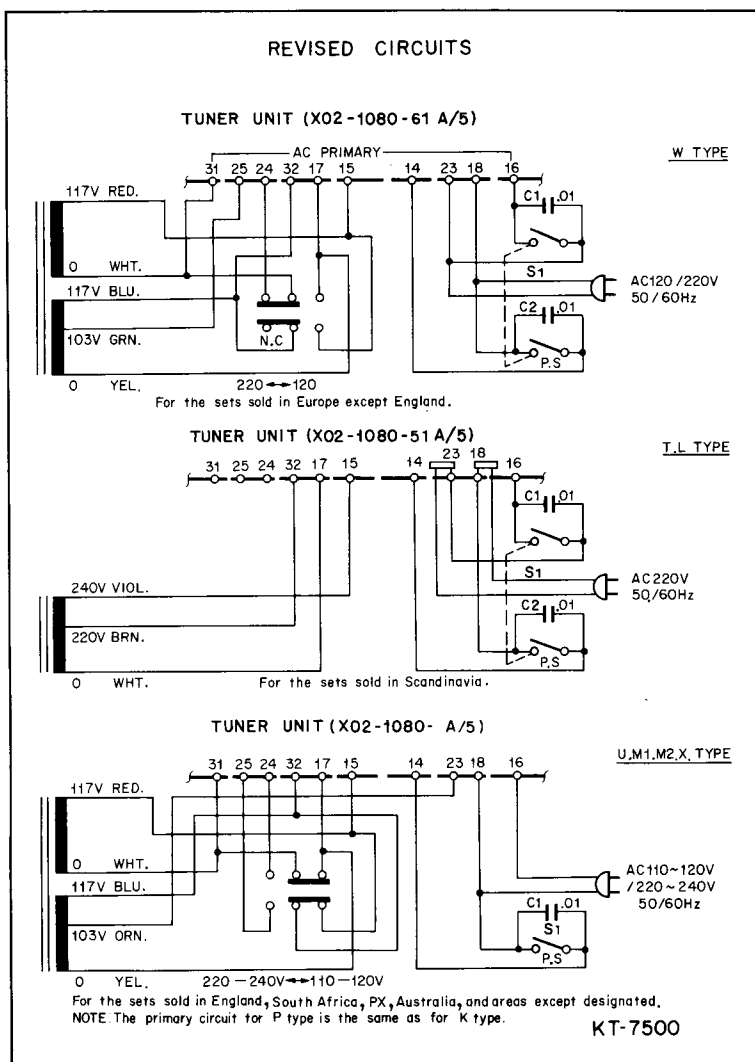 REVISED CIRCUITS
TUNER UNIT (X02-1080-61 A/5)
W TYPE
AC PRIMARY
31 25 24 32 17 15 14 23 18 16
117V RED.
C1 .01
0 WHT.
S1
117V BLU.
AC120/220V
50/60Hz
C2 .01
103V GRN.
N.C
P.S
0 YEL.
220 ↔ 120
For the sets sold in Europe except England.
TUNER UNIT (X02-1080-51 A/5)
T.L TYPE
31 25 24 32 17 15 14 23 18 16
C1 .01
240V VIOL.
S1
AC220V
50/60Hz
C2 .01
220V BRN.
P.S
0 WHT.
For the sets sold in Scandinavia.
TUNER UNIT (X02-1080- A/5)
U.M1.M2.X. TYPE
31 25 24 32 17 15 14 23 18 16
117V RED.
0 WHT.
117V BLU.
AC110~120V
/220~240V
50/60Hz
C1 .01
S1
P.S
103V ORN.
0 YEL.
220-240V↔110-120V
For the sets sold in England, South Africa, PX, Australia, and areas except designated.
NOTE: The primary circuit tor P type is the same as for K type.
KT-7500